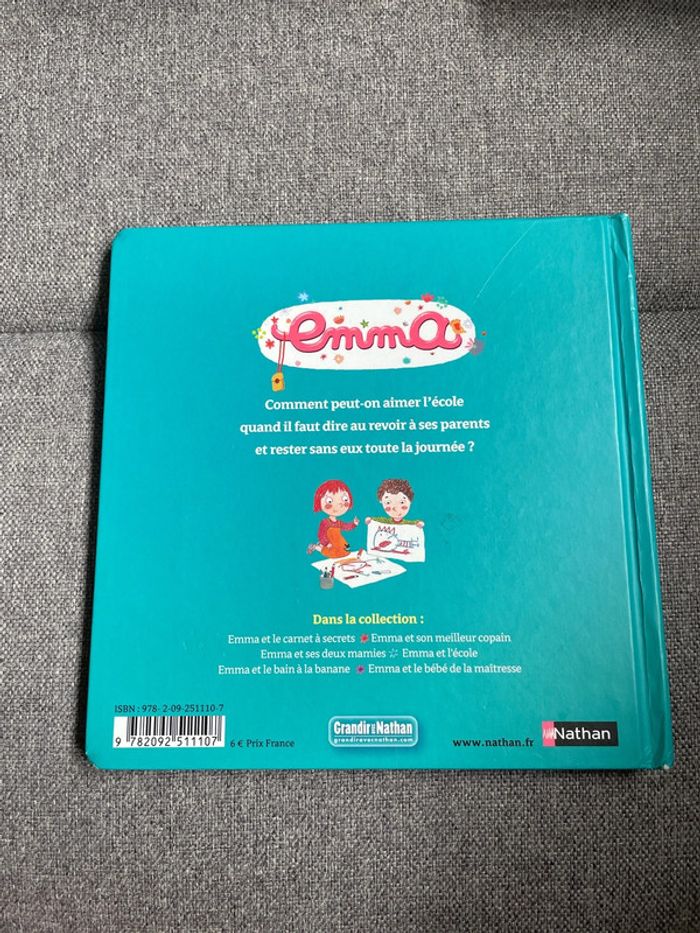 emma
Comment peut-on aimer l'école
quand il faut dire au revoir à ses parents
et rester sans eux toute la journée ?
Dans la collection :
Emma et le carnet à secrets ✶ Emma et son meilleur copain
Emma et ses deux mamies ☆ Emma et l'école
Emma et le bain à la banane ✶ Emma et le bébé de la maîtresse
ISBN : 978- 2-09-251110-7
9 782092 511107
6 € Prix France
Grandir avec Nathan
grandiravecnathan.com
www.nathan.fr
Nathan